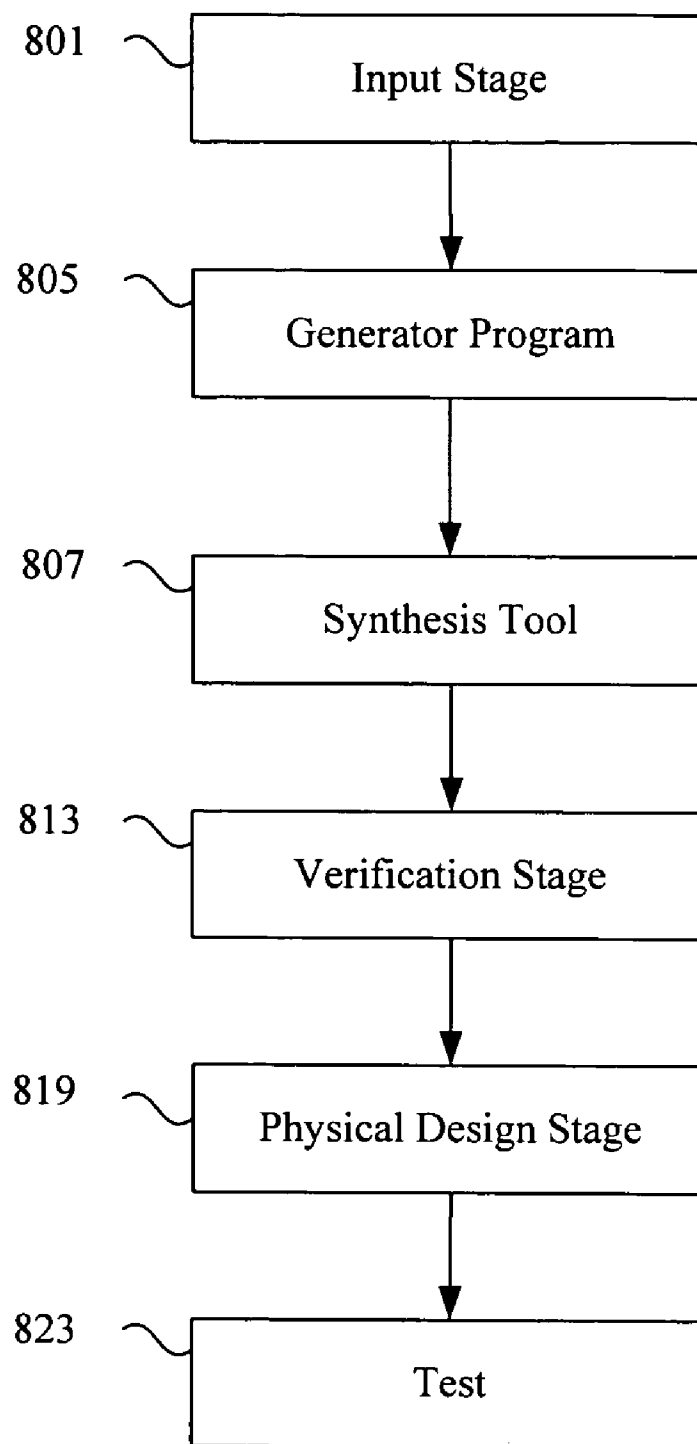 801
Input Stage
805
Generator Program
807
Synthesis Tool
813
Verification Stage
819
Physical Design Stage
823
Test